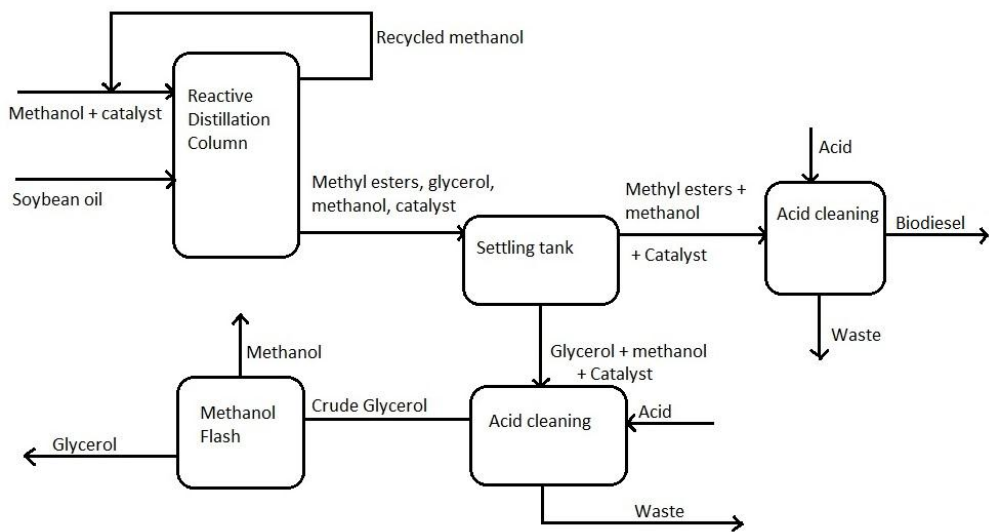 Recycled methanol
Methanol + catalyst
Reactive
Distillation
Column
Soybean oil
Methyl esters, glycerol,
methanol, catalyst
Settling tank
Methyl esters +
methanol
+ Catalyst
Acid
Acid cleaning
Biodiesel
Waste
Glycerol + methanol
+ Catalyst
Acid cleaning
Acid
Waste
Crude Glycerol
Methanol
Methanol
Flash
Glycerol